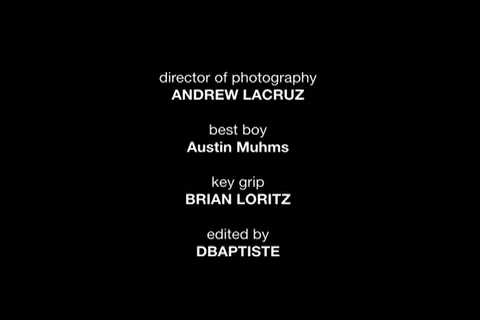 director of photography
ANDREW LACRUZ
best boy
Austin Muhms
key grip
BRIAN LORITZ
edited by
DBAPTISTE